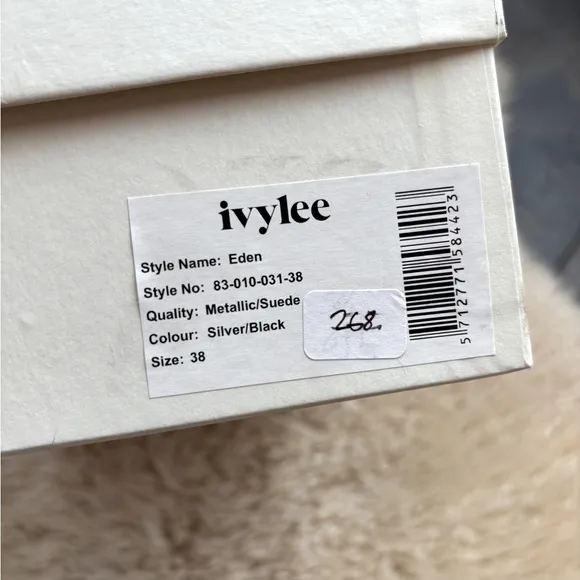 ivylee
Style Name: Eden
Style No: 83-010-031-38
Quality: Metallic/Suede
Colour: Silver/Black
Size: 38
268
5712771584423